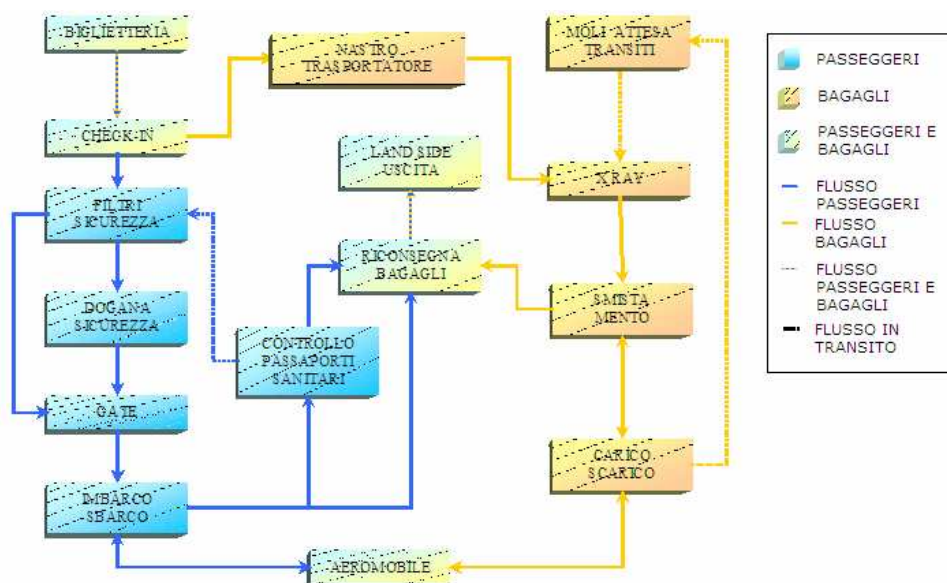 BIGLIETTERIA
NASTRO
TRASPORTATORE
MOLI ATTESA
TRANSITI
CHECK-IN
LAND SIDE
USCITA
X RAY
FILTRI
SICUREZZA
RICONSEGNA
BAGAGLI
DOGANA
SICUREZZA
SMISTA
MENTO
CONTROLLO
PASSAPORTI
SANITARI
GATE
CARICO
SCARICO
IMBARCO
SBARCO
AEROMOBILE
PASSEGGERI
BAGAGLI
PASSEGGERI E
BAGAGLI
FLUSSO
PASSEGGERI
FLUSSO
BAGAGLI
FLUSSO
PASSEGGERI E
BAGAGLI
FLUSSO IN
TRANSITO